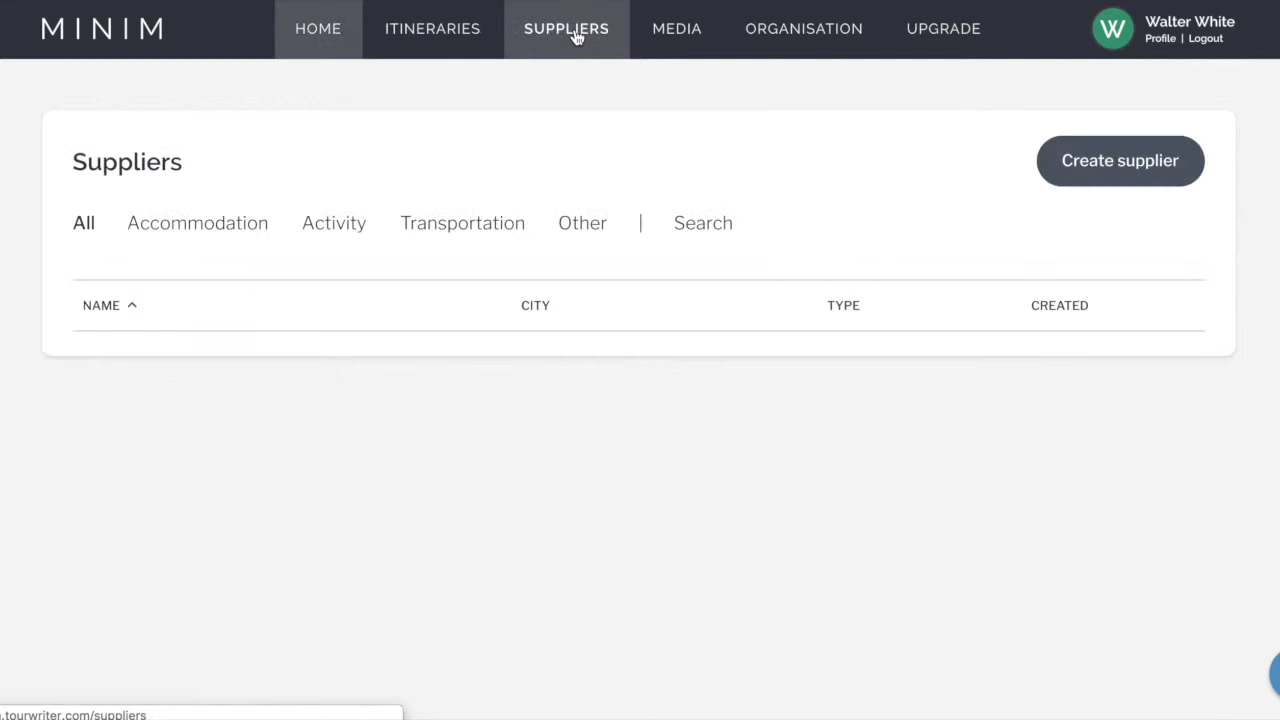 MINIM
HOME
ITINERARIES
SUPPLIERS
MEDIA
ORGANISATION
UPGRADE
W
Walter White
Profile | Logout
Suppliers
Create supplier
All
Accommodation
Activity
Transportation
Other
|
Search
NAME
CITY
TYPE
CREATED
.tourwriter.com/suppliers